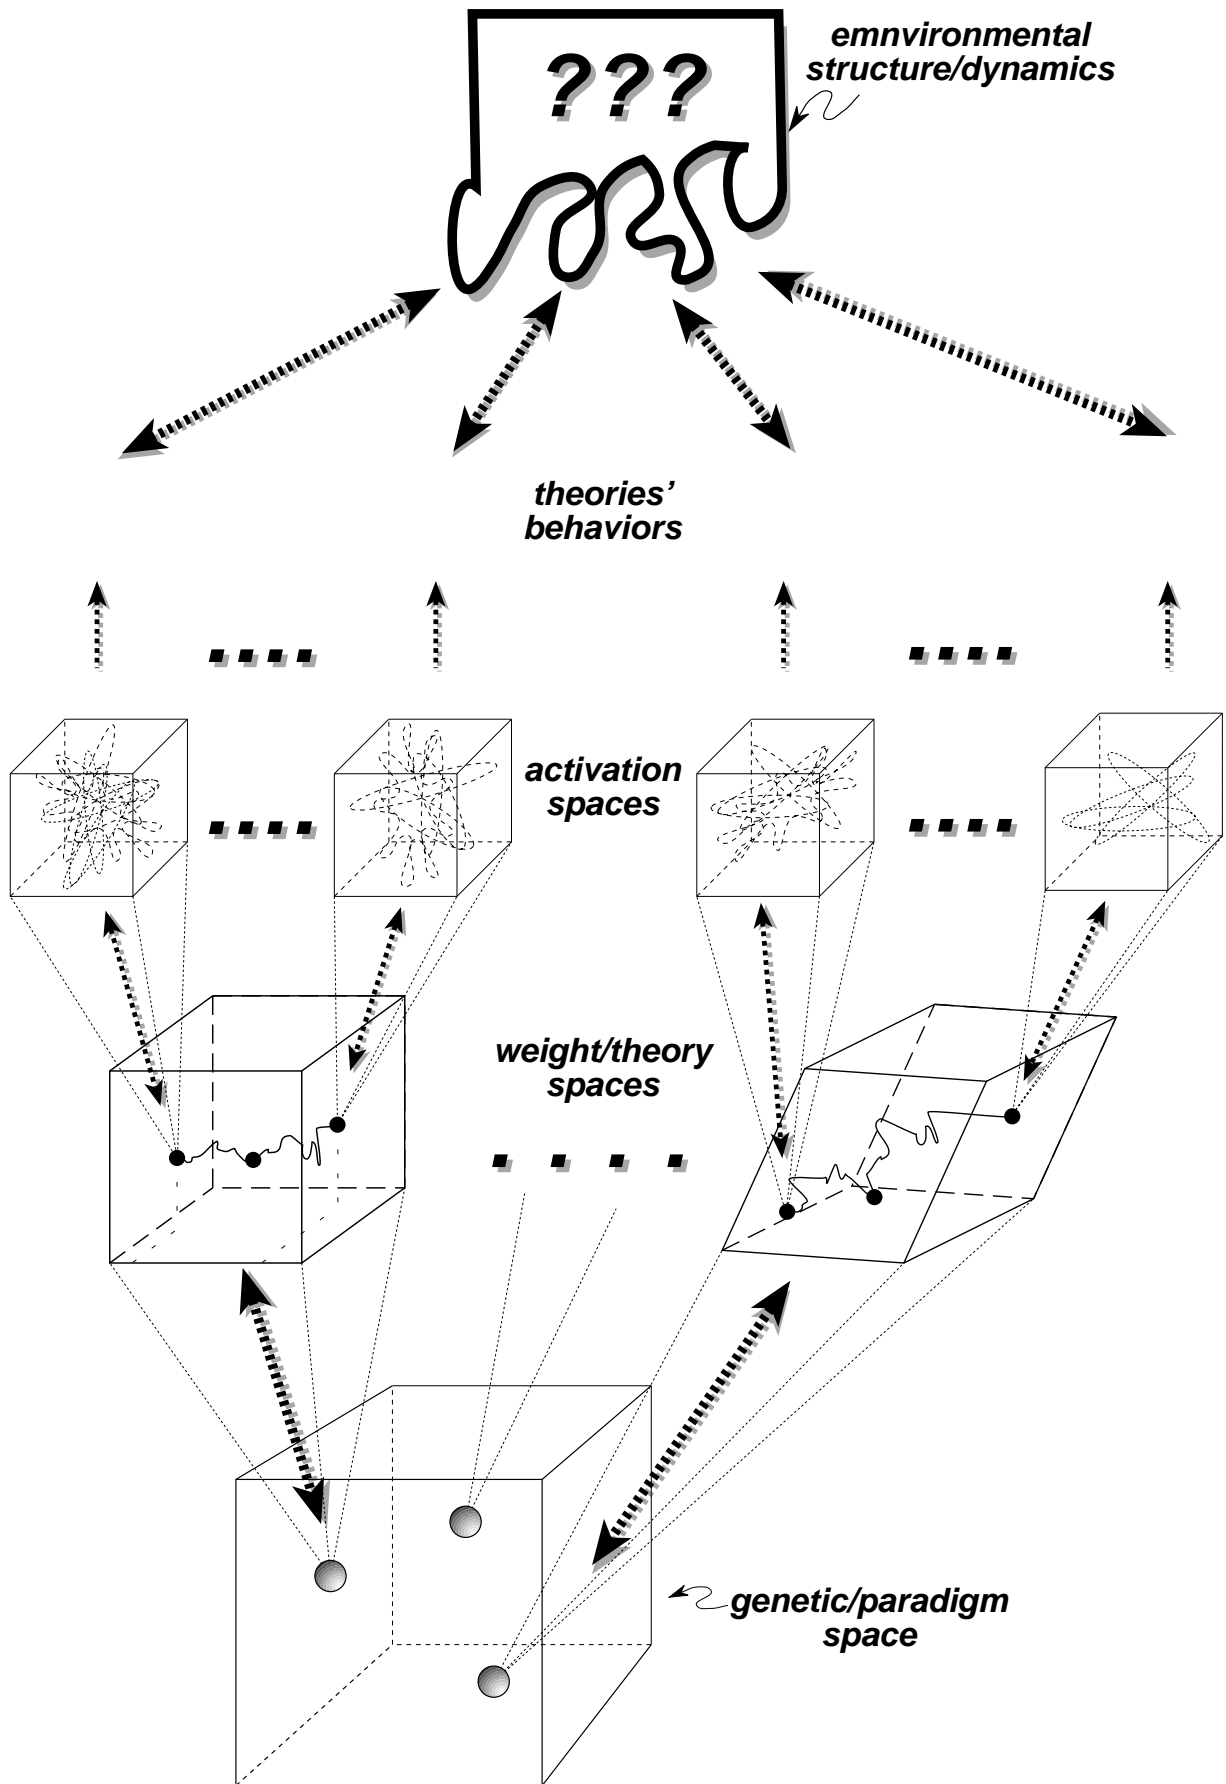 emnvironmental
structure/dynamics
???
theories’
behaviors
activation
spaces
weight/theory
spaces
genetic/paradigm
space